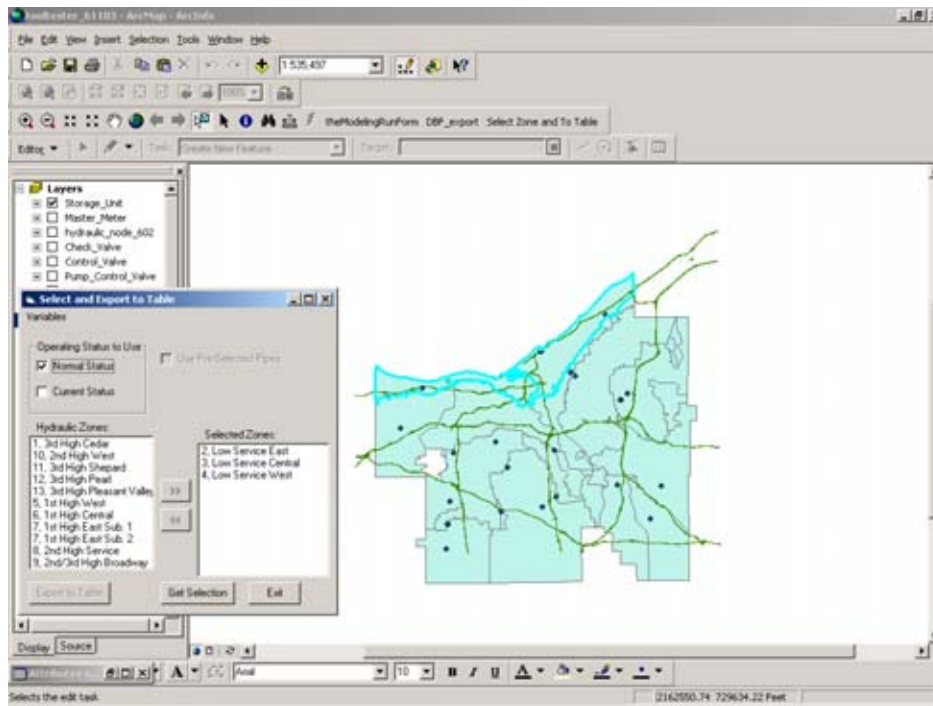 tooltester_61103 - ArcMap - ArcInfo
File Edit View Insert Selection Tools Window Help
1:535,497
100%
theModelingRunForm DBF_export Select Zone and To Table
Editor Task: Create New Feature Target:
Layers
Storage_Unit
Master_Meter
hydraulic_node_602
Check_Valve
Control_Valve
Pump_Control_Valve
Select and Export to Table
Variables
Operating Status to Use
Normal Status
Use Pre-Selected Pipes
Current Status
Hydraulic Zones:
1, 3rd High Cedar
10, 2nd High West
11, 3rd High Shepard
12, 3rd High Pearl
13, 3rd High Pleasant Valley
5, 1st High West
6, 1st High Central
7, 1st High East Sub. 1
7, 1st High East Sub. 2
8, 2nd High Service
9, 2nd/3rd High Broadway
>>
<<
Selected Zones:
2, Low Service East
3, Low Service Central
4, Low Service West
Export to Table
Get Selection
Exit
Display Source
Arial
10
B I U A
Selects the edit task.
2162550.74 729634.22 Feet